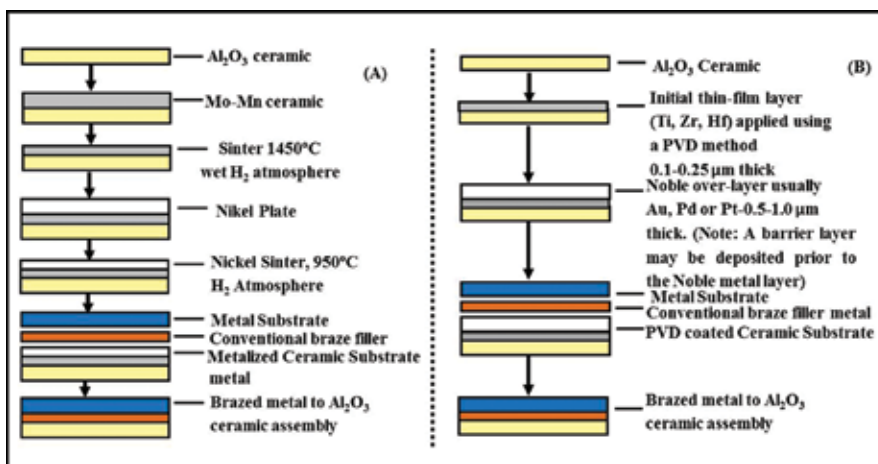 Al₂O₃ ceramic
(A)
Mo-Mn ceramic
Sinter 1450°C
wet H₂ atmosphere
Nikel Plate
Nickel Sinter, 950°C
H₂ Atmosphere
Metal Substrate
Conventional braze filler
Metalized Ceramic Substrate
metal
Brazed metal to Al₂O₃
ceramic assembly
(B)
Al₂O₃ Ceramic
Initial thin-film layer
(Ti, Zr, Hf) applied using
a PVD method
0.1-0.25 μm thick
Noble over-layer usually
Au, Pd or Pt-0.5-1.0 μm
thick. (Note: A barrier layer
may be deposited prior to
the Noble metal layer)
Metal Substrate
Conventional braze filler metal
PVD coated Ceramic Substrate
Brazed metal to Al₂O₃
ceramic assembly